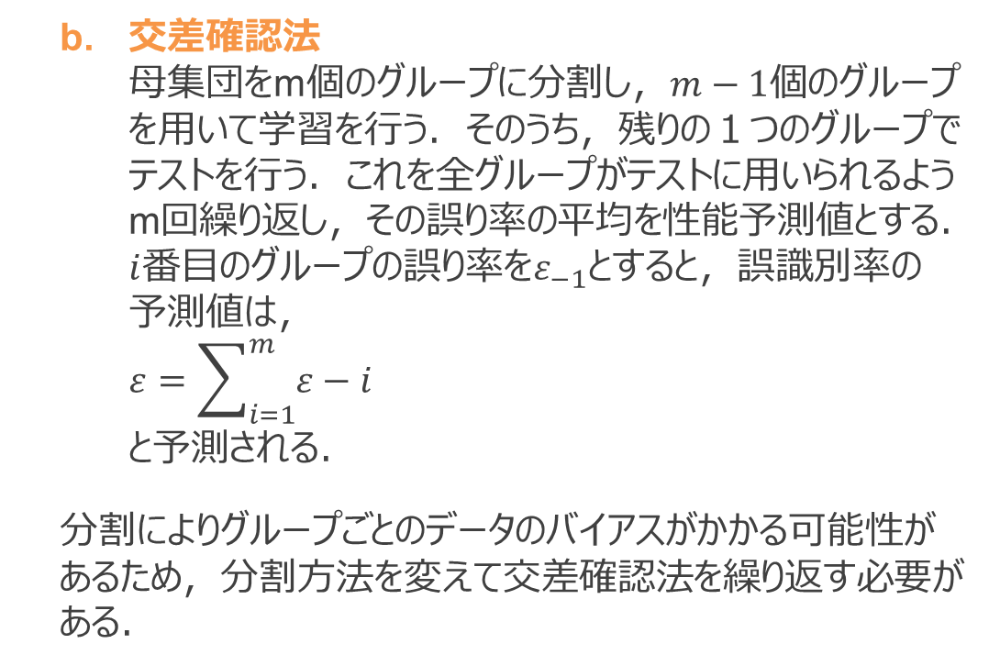 b. 交差確認法
母集団をm個のグループに分割し，m − 1個のグループ
を用いて学習を行う．そのうち，残りの１つのグループで
テストを行う．これを全グループがテストに用いられるよう
m回繰り返し，その誤り率の平均を性能予測値とする．
i番目のグループの誤り率をε₋₁とすると，誤識別率の
予測値は，
ε = ∑_{i=1}^{m} ε − i
と予測される．
分割によりグループごとのデータのバイアスがかかる可能性が
あるため，分割方法を変えて交差確認法を繰り返す必要が
ある．